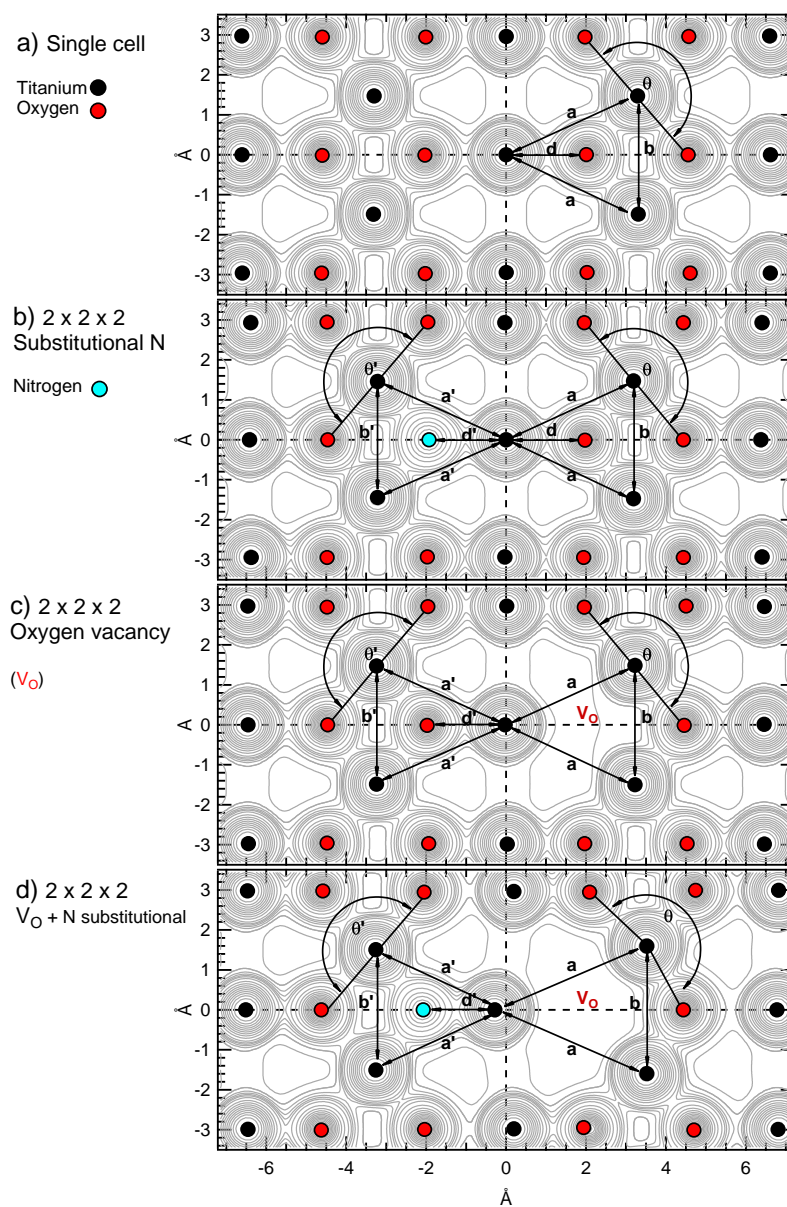 a) Single cell
Titanium
Oxygen
3
2
1
0
-1
-2
-3
Å
θ
a
d
b
a
b) 2 x 2 x 2
Substitutional N
Nitrogen
3
2
1
0
-1
-2
-3
Å
θ'
θ
a'
a
b'
d'
d
b
a'
a
c) 2 x 2 x 2
Oxygen vacancy
(VO)
3
2
1
0
-1
-2
-3
Å
θ'
θ
a'
a
b'
d'
VO
b
a'
a
d) 2 x 2 x 2
VO + N substitutional
3
2
1
0
-1
-2
-3
Å
θ'
θ
a'
a
b'
d'
VO
b
a'
a
-6 -4 -2 0 2 4 6
Å